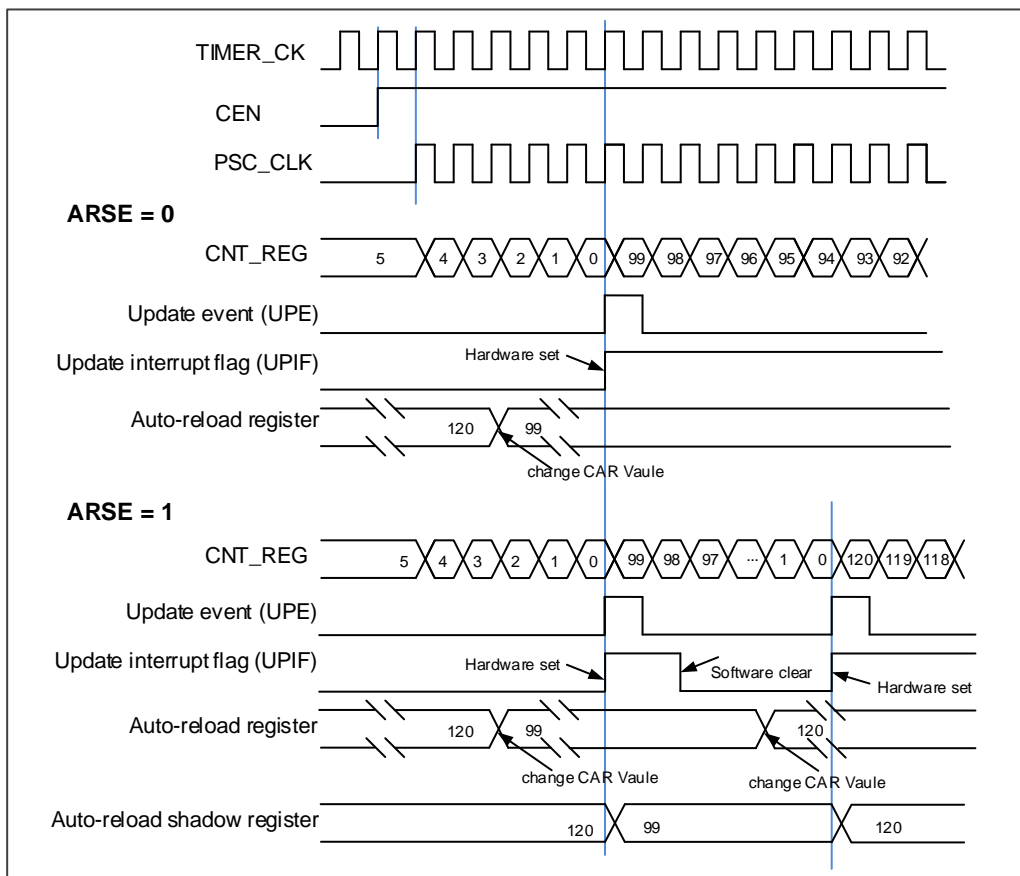 TIMER_CK
CEN
PSC_CLK
ARSE = 0
CNT_REG 5 4 3 2 1 0 99 98 97 96 95 94 93 92
Update event (UPE)
Update interrupt flag (UPIF) Hardware set
Auto-reload register 120 99
change CAR Vaule
ARSE = 1
CNT_REG 5 4 3 2 1 0 99 98 97 ... 1 0 120 119 118
Update event (UPE)
Update interrupt flag (UPIF) Hardware set Software clear Hardware set
Auto-reload register 120 99 120
change CAR Vaule change CAR Vaule
Auto-reload shadow register 120 99 120